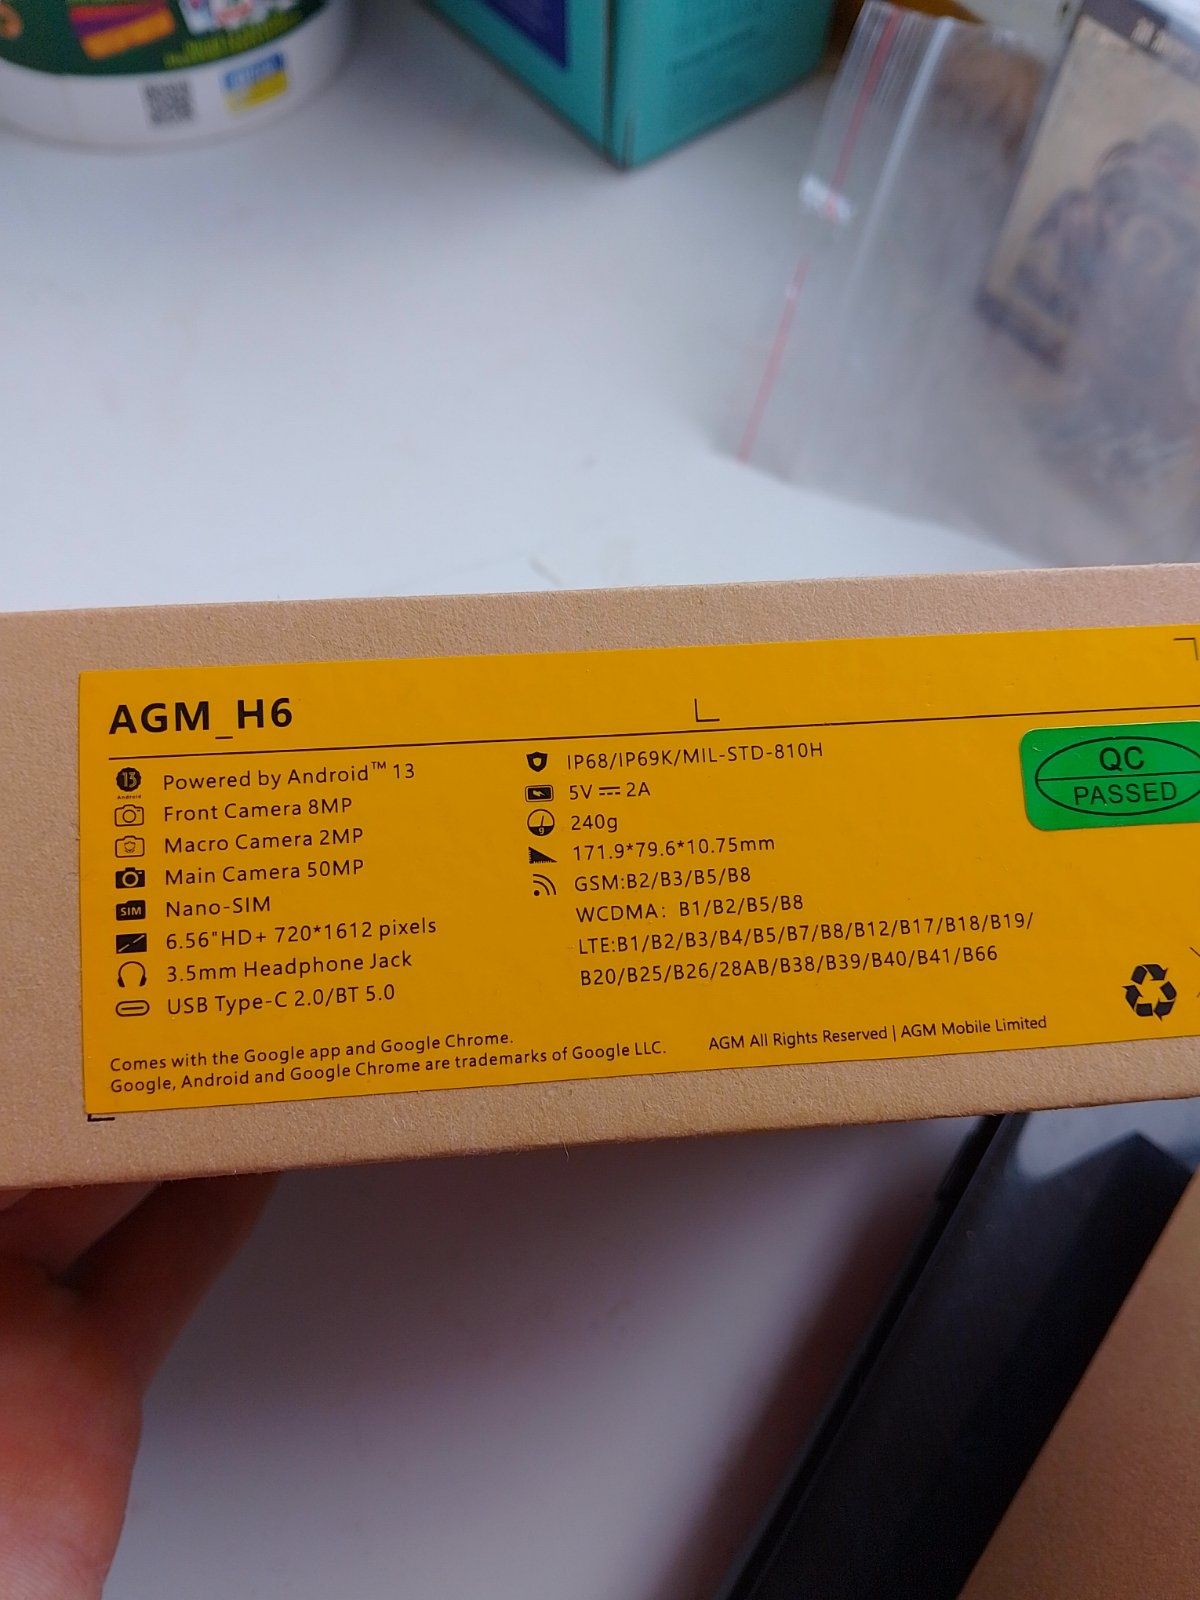 AGM_H6
Powered by Android™ 13
Front Camera 8MP
Macro Camera 2MP
Main Camera 50MP
SIM Nano-SIM
6.56"HD+ 720*1612 pixels
3.5mm Headphone Jack
USB Type-C 2.0/BT 5.0
IP68/IP69K/MIL-STD-810H
5V ⎓ 2A
240g
171.9*79.6*10.75mm
GSM:B2/B3/B5/B8
WCDMA: B1/B2/B5/B8
LTE:B1/B2/B3/B4/B5/B7/B8/B12/B17/B18/B19/
B20/B25/B26/28AB/B38/B39/B40/B41/B66
QC
PASSED
Comes with the Google app and Google Chrome.
Google, Android and Google Chrome are trademarks of Google LLC.
AGM All Rights Reserved | AGM Mobile Limited